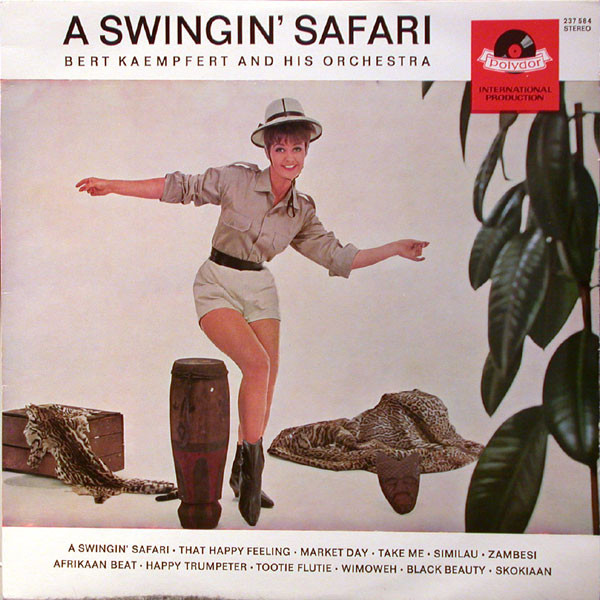 A SWINGIN' SAFARI
BERT KAEMPFERT AND HIS ORCHESTRA
237 564
STEREO
Polydor
INTERNATIONAL
PRODUCTION
A SWINGIN' SAFARI · THAT HAPPY FEELING · MARKET DAY · TAKE ME · SIMILAU · ZAMBESI
AFRIKAAN BEAT · HAPPY TRUMPETER · TOOTIE FLUTIE · WIMOWEH · BLACK BEAUTY · SKOKIAAN